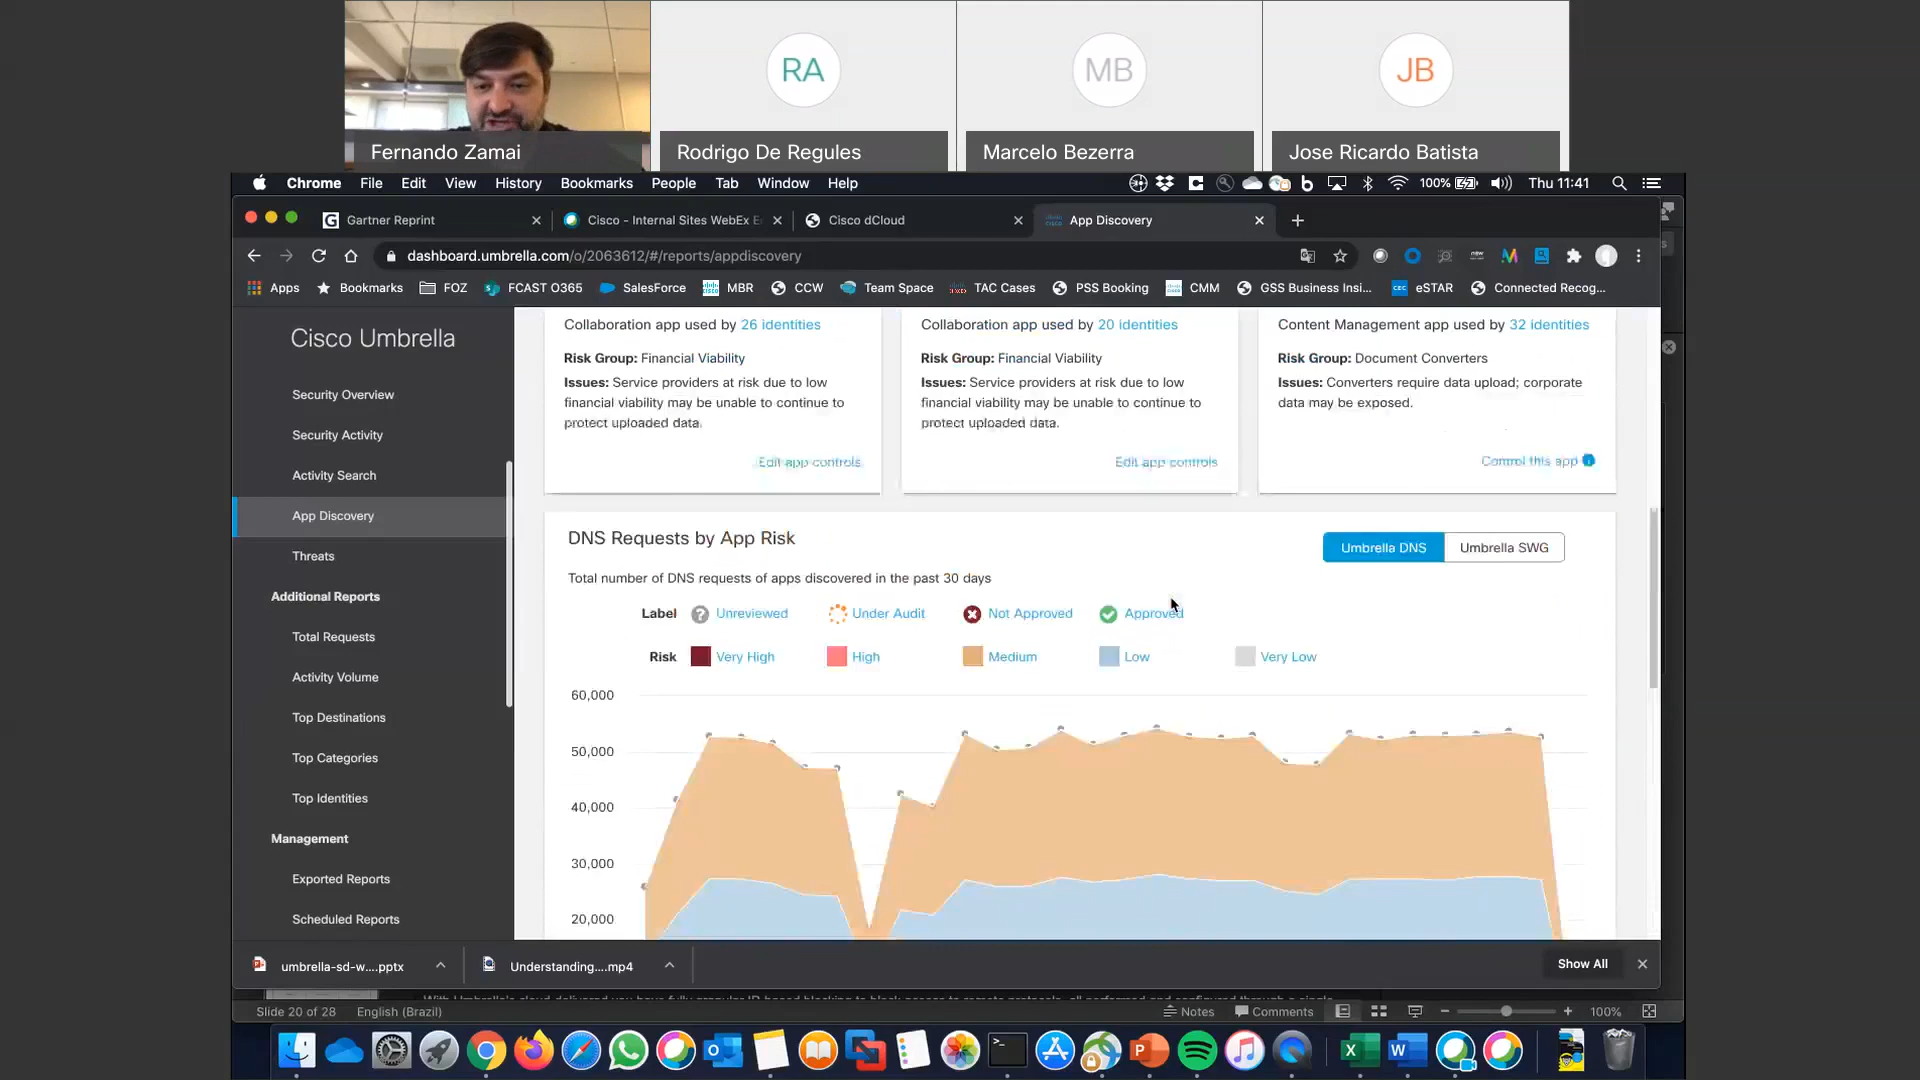 RA
MB
JB
Fernando Zamai
Rodrigo De Regules
Marcelo Bezerra
Jose Ricardo Batista
Chrome File Edit View History Bookmarks People Tab Window Help
100% Thu 11:41
Gartner Reprint
Cisco - Internal Sites WebEx E
Cisco dCloud
App Discovery
dashboard.umbrella.com/o/2063612/#/reports/appdiscovery
Apps Bookmarks FOZ FCAST O365 SalesForce MBR CCW Team Space TAC Cases PSS Booking CMM GSS Business Insi... eSTAR Connected Recog...
Cisco Umbrella
Security Overview
Security Activity
Activity Search
App Discovery
Threats
Additional Reports
Total Requests
Activity Volume
Top Destinations
Top Categories
Top Identities
Management
Exported Reports
Scheduled Reports
Collaboration app used by 26 identities
Risk Group: Financial Viability
Issues: Service providers at risk due to low
financial viability may be unable to continue to
protect uploaded data.
Edit app controls
Collaboration app used by 20 identities
Risk Group: Financial Viability
Issues: Service providers at risk due to low
financial viability may be unable to continue to
protect uploaded data.
Edit app controls
Content Management app used by 32 identities
Risk Group: Document Converters
Issues: Converters require data upload; corporate
data may be exposed.
Control this app
DNS Requests by App Risk
Umbrella DNS Umbrella SWG
Total number of DNS requests of apps discovered in the past 30 days
Label Unreviewed Under Audit Not Approved Approved
Risk Very High High Medium Low Very Low
60,000
50,000
40,000
30,000
20,000
umbrella-sd-w....pptx
Understanding....mp4
Show All
Slide 20 of 28 English (Brazil)
Notes Comments 100%